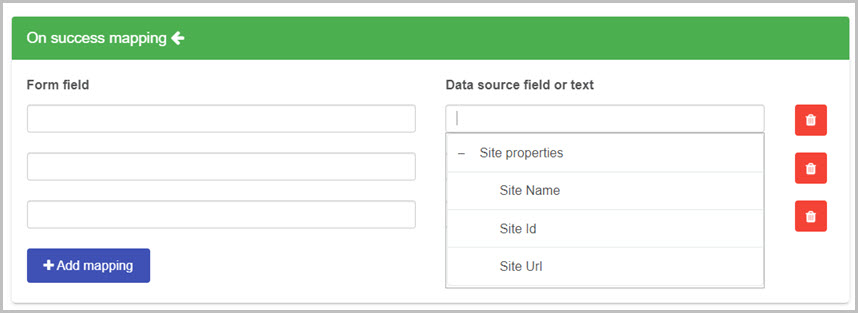 On success mapping
Form field
Data source field or text
– Site properties
Site Name
Site Id
Site Url
+ Add mapping